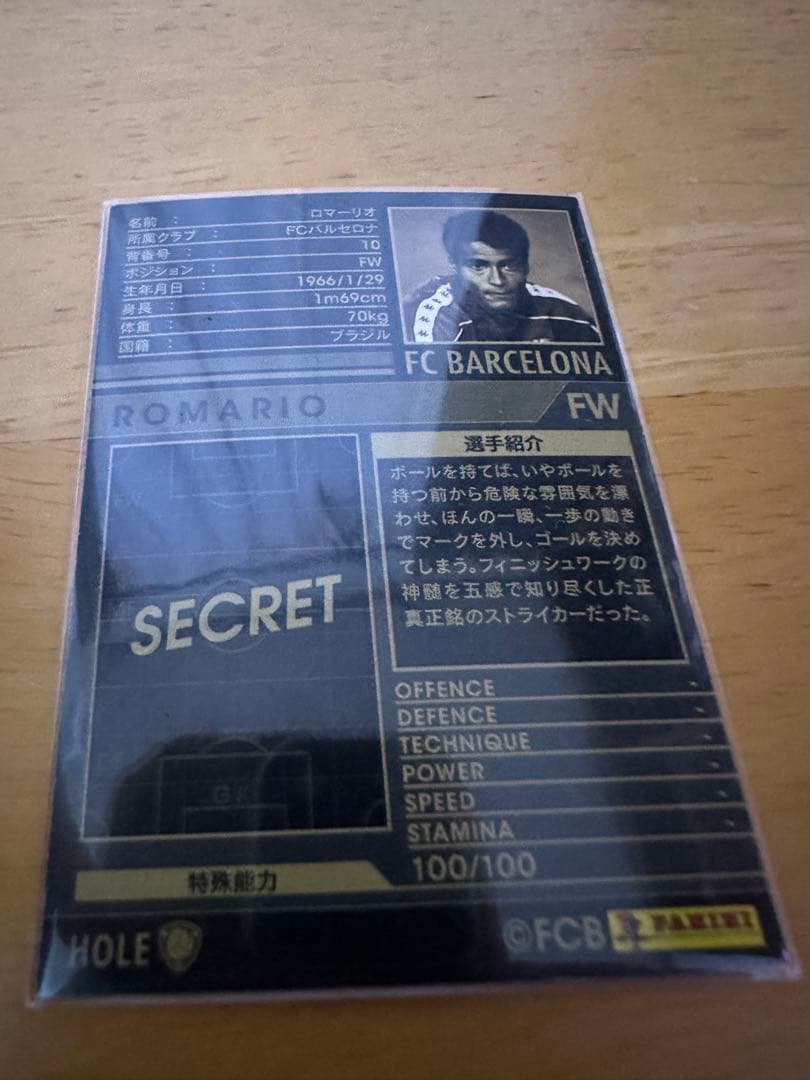 名前 : ロマーリオ
所属クラブ : FCバルセロナ
背番号 : 10
ポジション : FW
生年月日 : 1966/1/29
身長 : 1m69cm
体重 : 70kg
国籍 : ブラジル
FC BARCELONA
ROMARIO
FW
SECRET
GK
選手紹介
ボールを持てば、いやボールを
持つ前から危険な雰囲気を漂
わせ、ほんの一瞬、一歩の動き
でマークを外し、ゴールを決め
てしまう。フィニッシュワークの
神髄を五感で知り尽くした正
真正銘のストライカーだった。
OFFENCE -
DEFENCE -
TECHNIQUE -
POWER -
SPEED -
STAMINA -
100/100
特殊能力
HOLE
©FCB PANINI